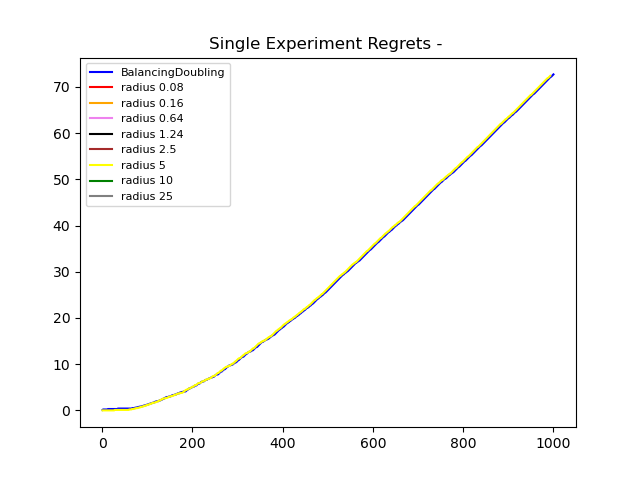 Single Experiment Regrets -
BalancingDoubling
radius 0.08
radius 0.16
radius 0.64
radius 1.24
radius 2.5
radius 5
radius 10
radius 25
70
60
50
40
30
20
10
0
0 200 400 600 800 1000